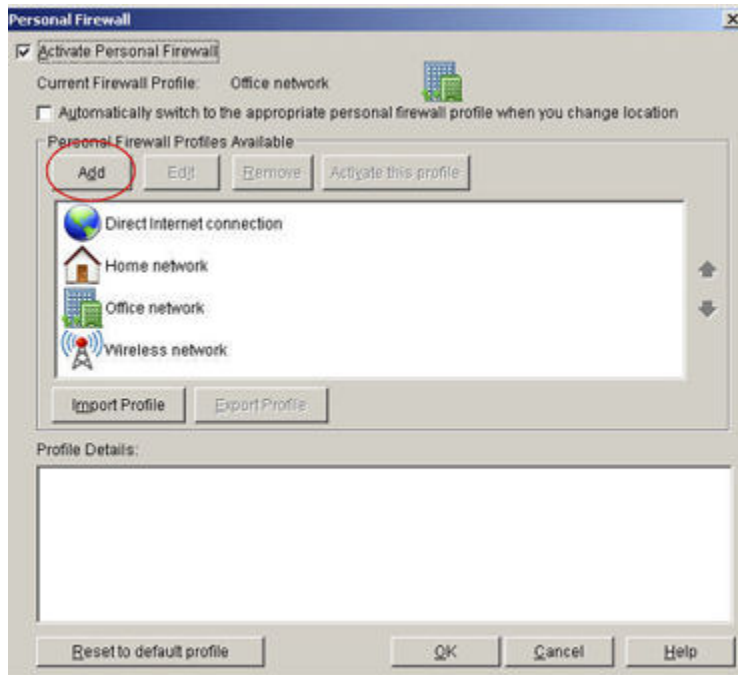 Personal Firewall
Activate Personal Firewall
Current Firewall Profile: Office network
Automatically switch to the appropriate personal firewall profile when you change location
Personal Firewall Profiles Available
Add Edit Remove Activate this profile
Direct Internet connection
Home network
Office network
Wireless network
Import Profile Export Profile
Profile Details:
Reset to default profile OK Cancel Help